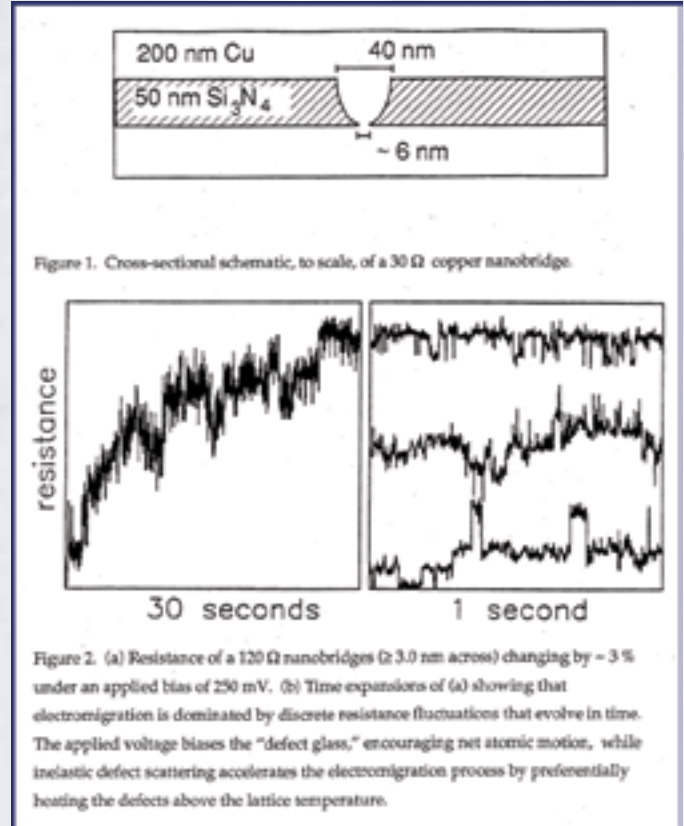 200 nm Cu
40 nm
50 nm Si₃N₄
~ 6 nm
Figure 1. Cross-sectional schematic, to scale, of a 30 Ω copper nanobridge.
resistance
30 seconds
1 second
Figure 2. (a) Resistance of a 120 Ω nanobridges (≥ 3.0 nm across) changing by ~ 3 %
under an applied bias of 250 mV. (b) Time expansions of (a) showing that
electromigration is dominated by discrete resistance fluctuations that evolve in time.
The applied voltage biases the "defect glass," encouraging net atomic motion, while
inelastic defect scattering accelerates the electromigration process by preferentially
heating the defects above the lattice temperature.